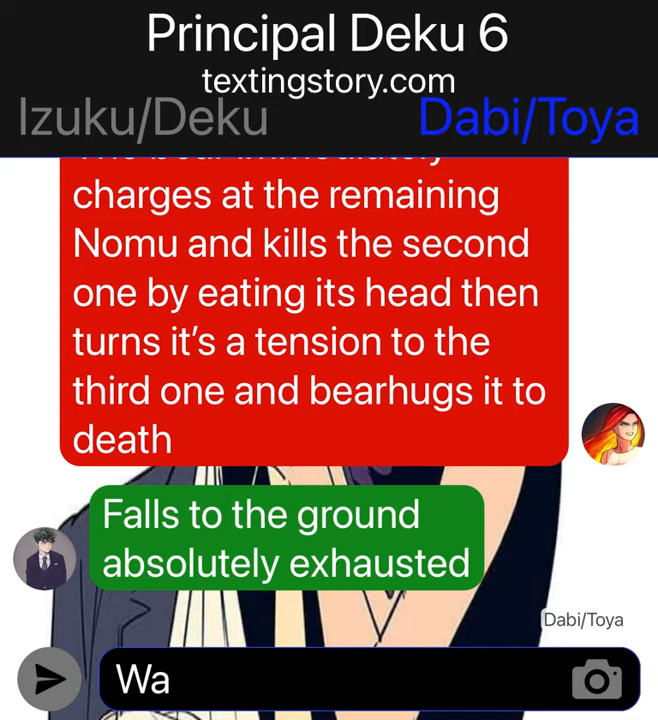 Principal Deku 6
textingstory.com
Izuku/Deku
Dabi/Toya
charges at the remaining
Nomu and kills the second
one by eating its head then
turns it’s a tension to the
third one and bearhugs it to
death
Falls to the ground
absolutely exhausted
Dabi/Toya
Wa